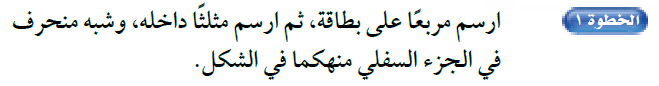 الخطوة ١
ارسم مربعًا على بطاقة، ثم ارسم مثلثًا داخله، وشبه منحرف
في الجزء السفلي منهكما في الشكل.